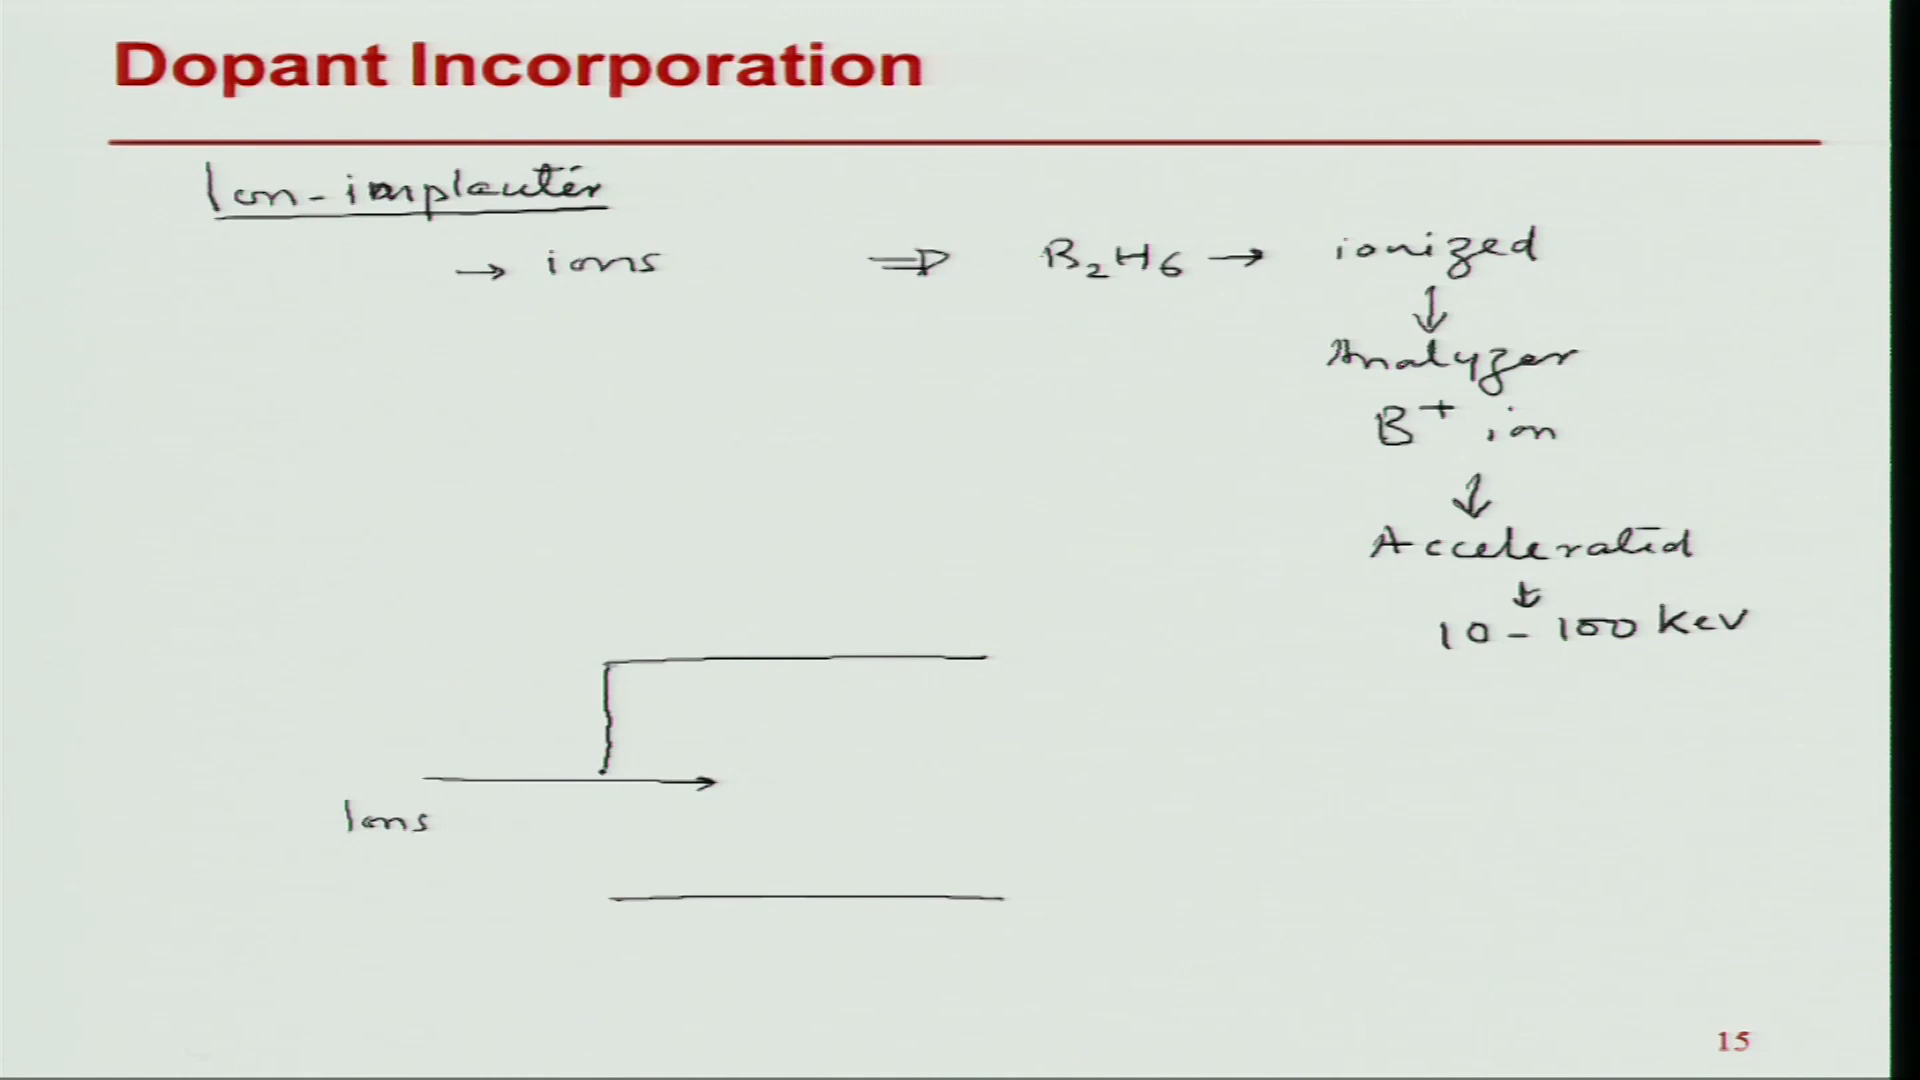 Dopant Incorporation
Ion-implanter
→ ions ⇒ B₂H₆ → ionized
↓
Analyzer
B⁺ ion
↓
Accelerated
↓
10 - 100 KeV
Ions
15